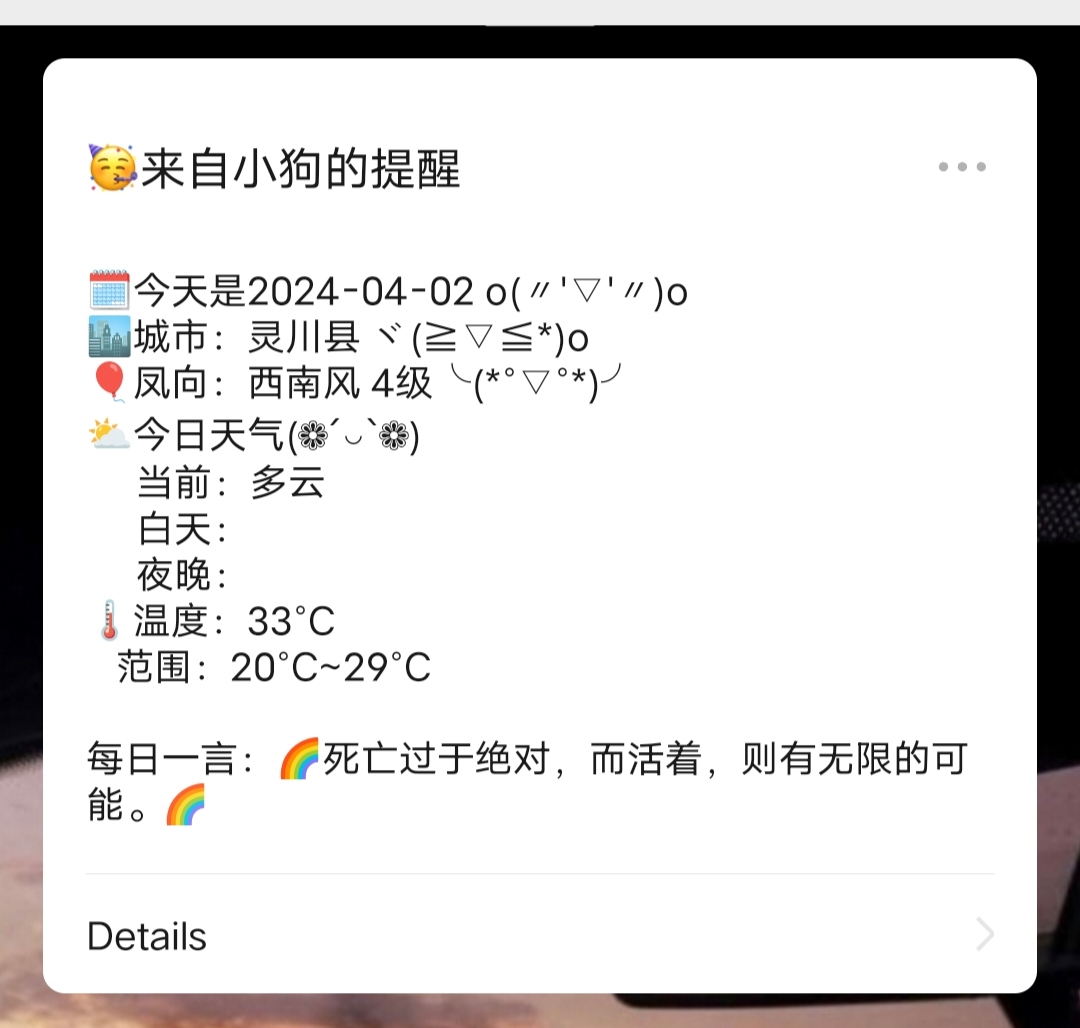 🥳来自小狗的提醒
🗓️今天是2024-04-02 o(〃'▽'〃)o
🏙️城市：灵川县 ヾ(≧▽≦*)o
🎈凤向：西南风 4级╰(*°▽°*)╯
⛅今日天气(❁´◡`❁)
当前：多云
白天：
夜晚：
🌡️温度：33°C
范围：20°C~29°C
每日一言：🌈死亡过于绝对，而活着，则有无限的可
能。🌈
Details